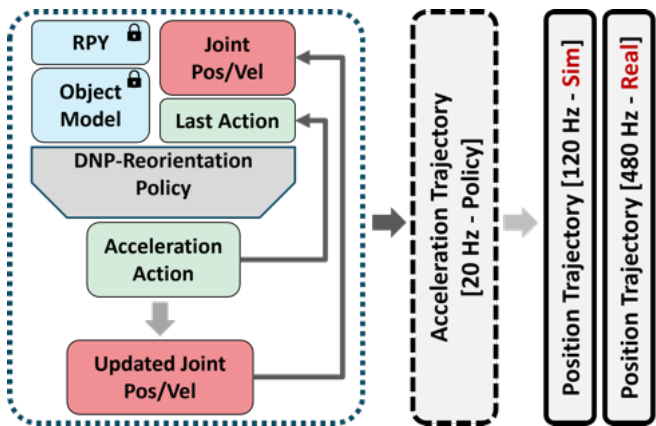 RPY
Joint
Pos/Vel
Object
Model
Last Action
DNP-Reorientation
Policy
Acceleration
Action
Updated Joint
Pos/Vel
Acceleration Trajectory
[20 Hz - Policy]
Position Trajectory [120 Hz - Sim]
Position Trajectory [480 Hz - Real]